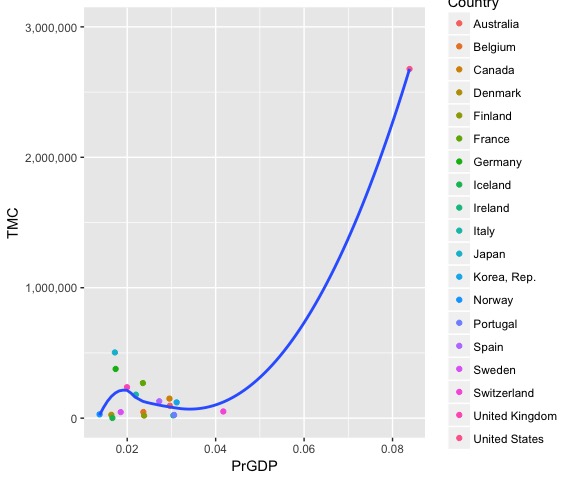 Country
3,000,000
2,000,000
1,000,000
0
TMC
0.02
0.04
0.06
0.08
PrGDP
Australia
Belgium
Canada
Denmark
Finland
France
Germany
Iceland
Ireland
Italy
Japan
Korea, Rep.
Norway
Portugal
Spain
Sweden
Switzerland
United Kingdom
United States